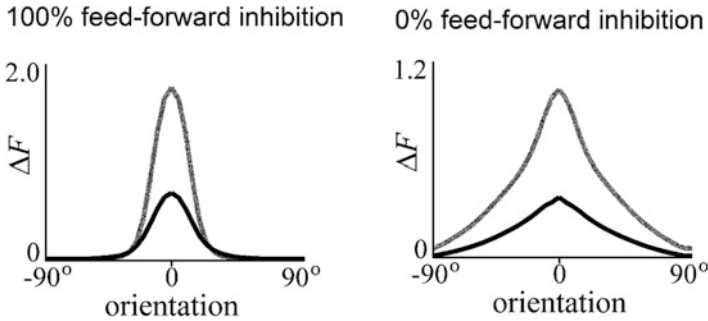 100% feed-forward inhibition
2.0
ΔF
0
-90° 0 90°
orientation
0% feed-forward inhibition
1.2
ΔF
0
-90° 0 90°
orientation